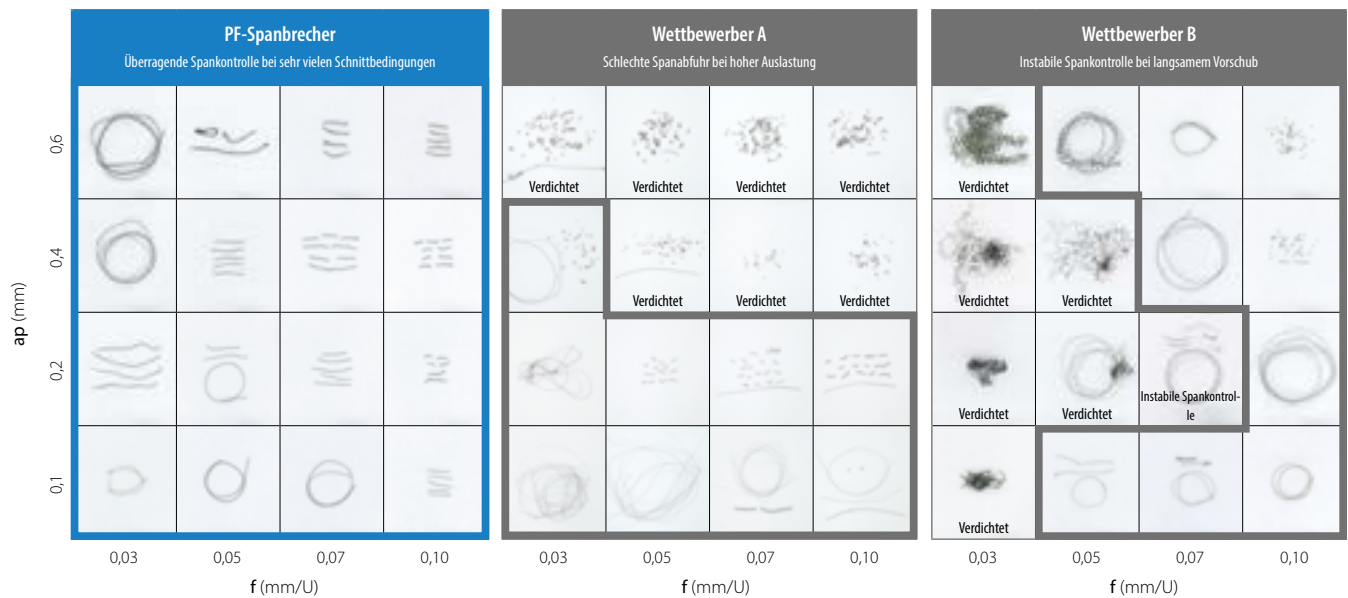 PF-Spanbrecher
Überragende Spankontrolle bei sehr vielen Schnittbedingungen
Wettbewerber A
Schlechte Spanabfuhr bei hoher Auslastung
Wettbewerber B
Instabile Spankontrolle bei langsamem Vorschub
ap (mm)
0,6
Verdichtet
Verdichtet
Verdichtet
Verdichtet
Verdichtet
0,4
Verdichtet
Verdichtet
Verdichtet
Verdichtet
Verdichtet
0,2
Verdichtet
Verdichtet
Instabile Spankontrol-
le
0,1
Verdichtet
0,03
0,05
0,07
0,10
0,03
0,05
0,07
0,10
0,03
0,05
0,07
0,10
f (mm/U)
f (mm/U)
f (mm/U)